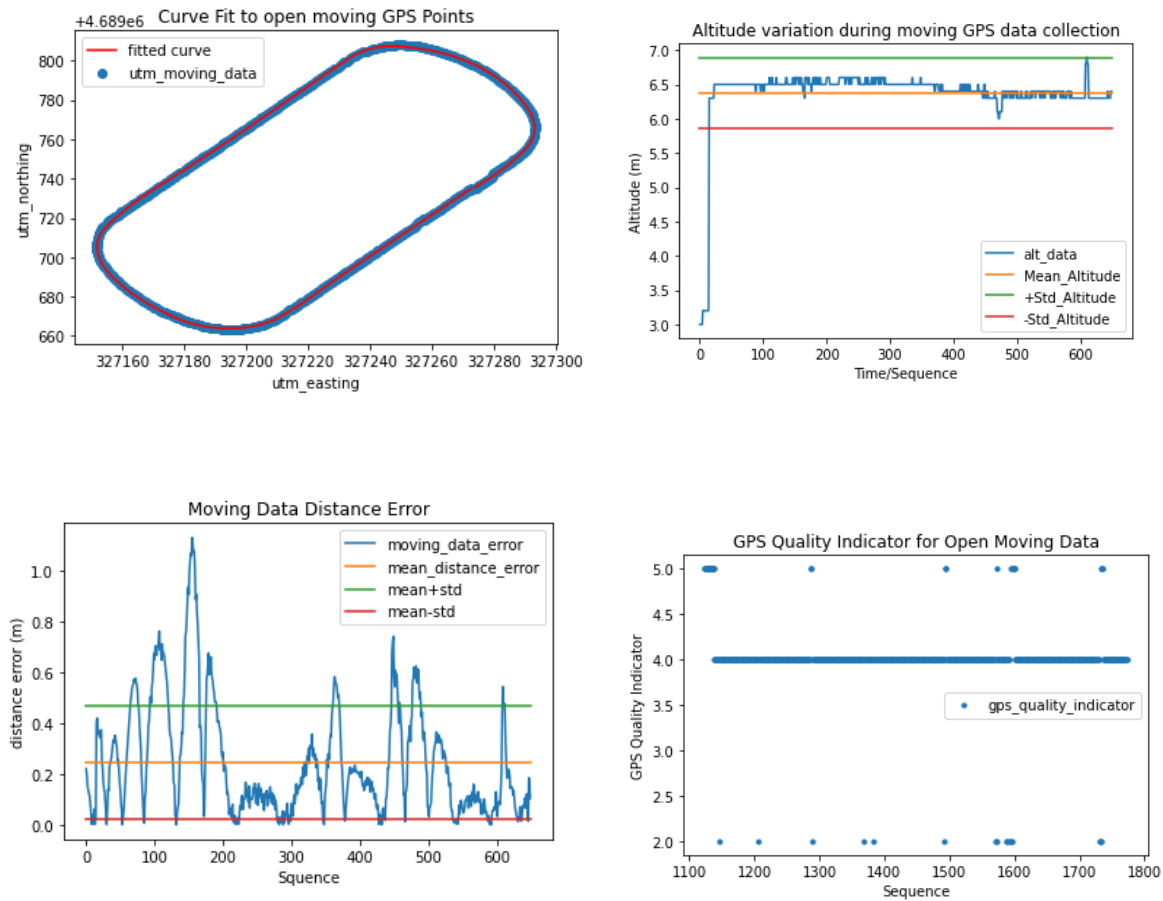 Curve Fit to open moving GPS Points
+4.689e6
fitted curve
utm_moving_data
800
780
760
740
720
700
680
660
utm_northing
327160 327180 327200 327220 327240 327260 327280 327300
utm_easting
Altitude variation during moving GPS data collection
7.0
6.5
6.0
5.5
5.0
4.5
4.0
3.5
3.0
Altitude (m)
alt_data
Mean_Altitude
+Std_Altitude
-Std_Altitude
0 100 200 300 400 500 600
Time/Sequence
Moving Data Distance Error
moving_data_error
mean_distance_error
mean+std
mean-std
1.0
0.8
0.6
0.4
0.2
0.0
distance error (m)
0 100 200 300 400 500 600
Squence
GPS Quality Indicator for Open Moving Data
5.0
4.5
4.0
3.5
3.0
2.5
2.0
GPS Quality Indicator
gps_quality_indicator
1100 1200 1300 1400 1500 1600 1700 1800
Sequence